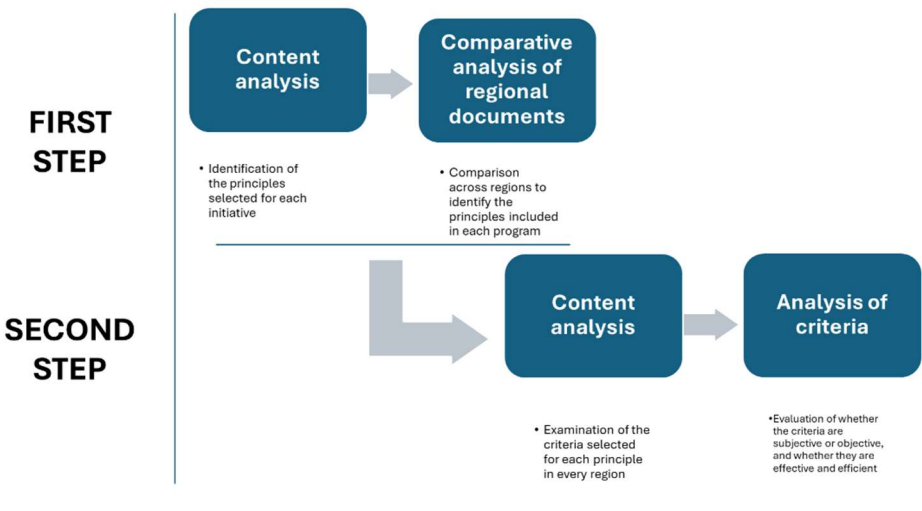 FIRST
STEP
Content
analysis
Comparative
analysis of
regional
documents
• Identification of
the principles
selected for each
initiative
• Comparison
across regions to
identify the
principles included
in each program
SECOND
STEP
Content
analysis
Analysis of
criteria
• Examination of the
criteria selected
for each principle
in every region
•Evaluation of whether
the criteria are
subjective or objective,
and whether they are
effective and efficient